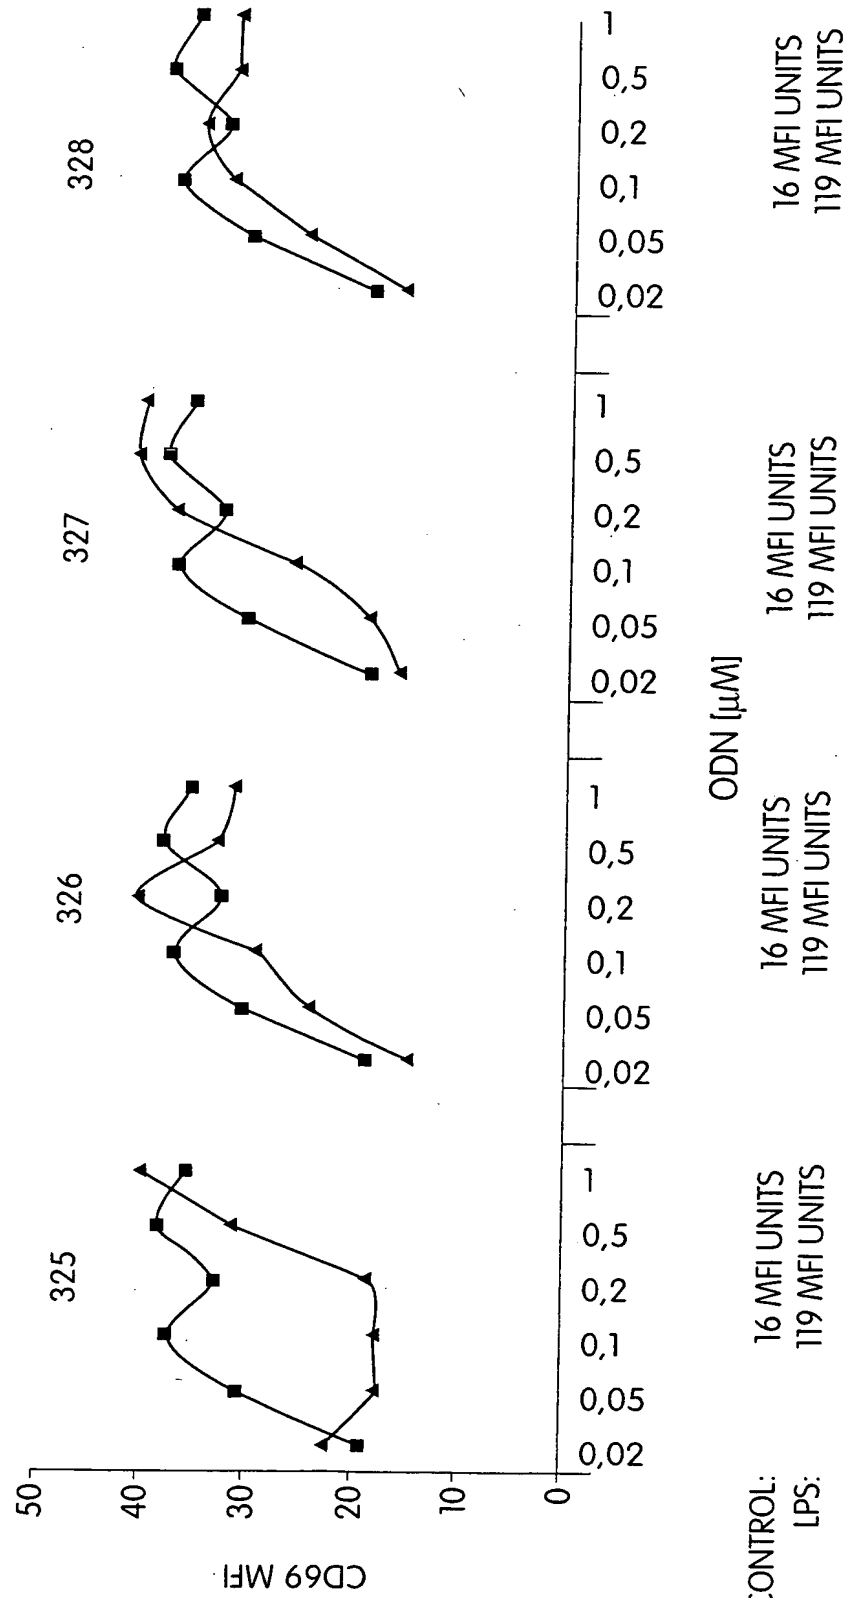 325 326 327 328
50
40
30
20
10
0
CD69 MFI
0,02 0,05 0,1 0,2 0,5 1 0,02 0,05 0,1 0,2 0,5 1 0,02 0,05 0,1 0,2 0,5 1 0,02 0,05 0,1 0,2 0,5 1
ODN [µM]
CONTROL: 16 MFI UNITS 16 MFI UNITS 16 MFI UNITS 16 MFI UNITS
LPS: 119 MFI UNITS 119 MFI UNITS 119 MFI UNITS 119 MFI UNITS